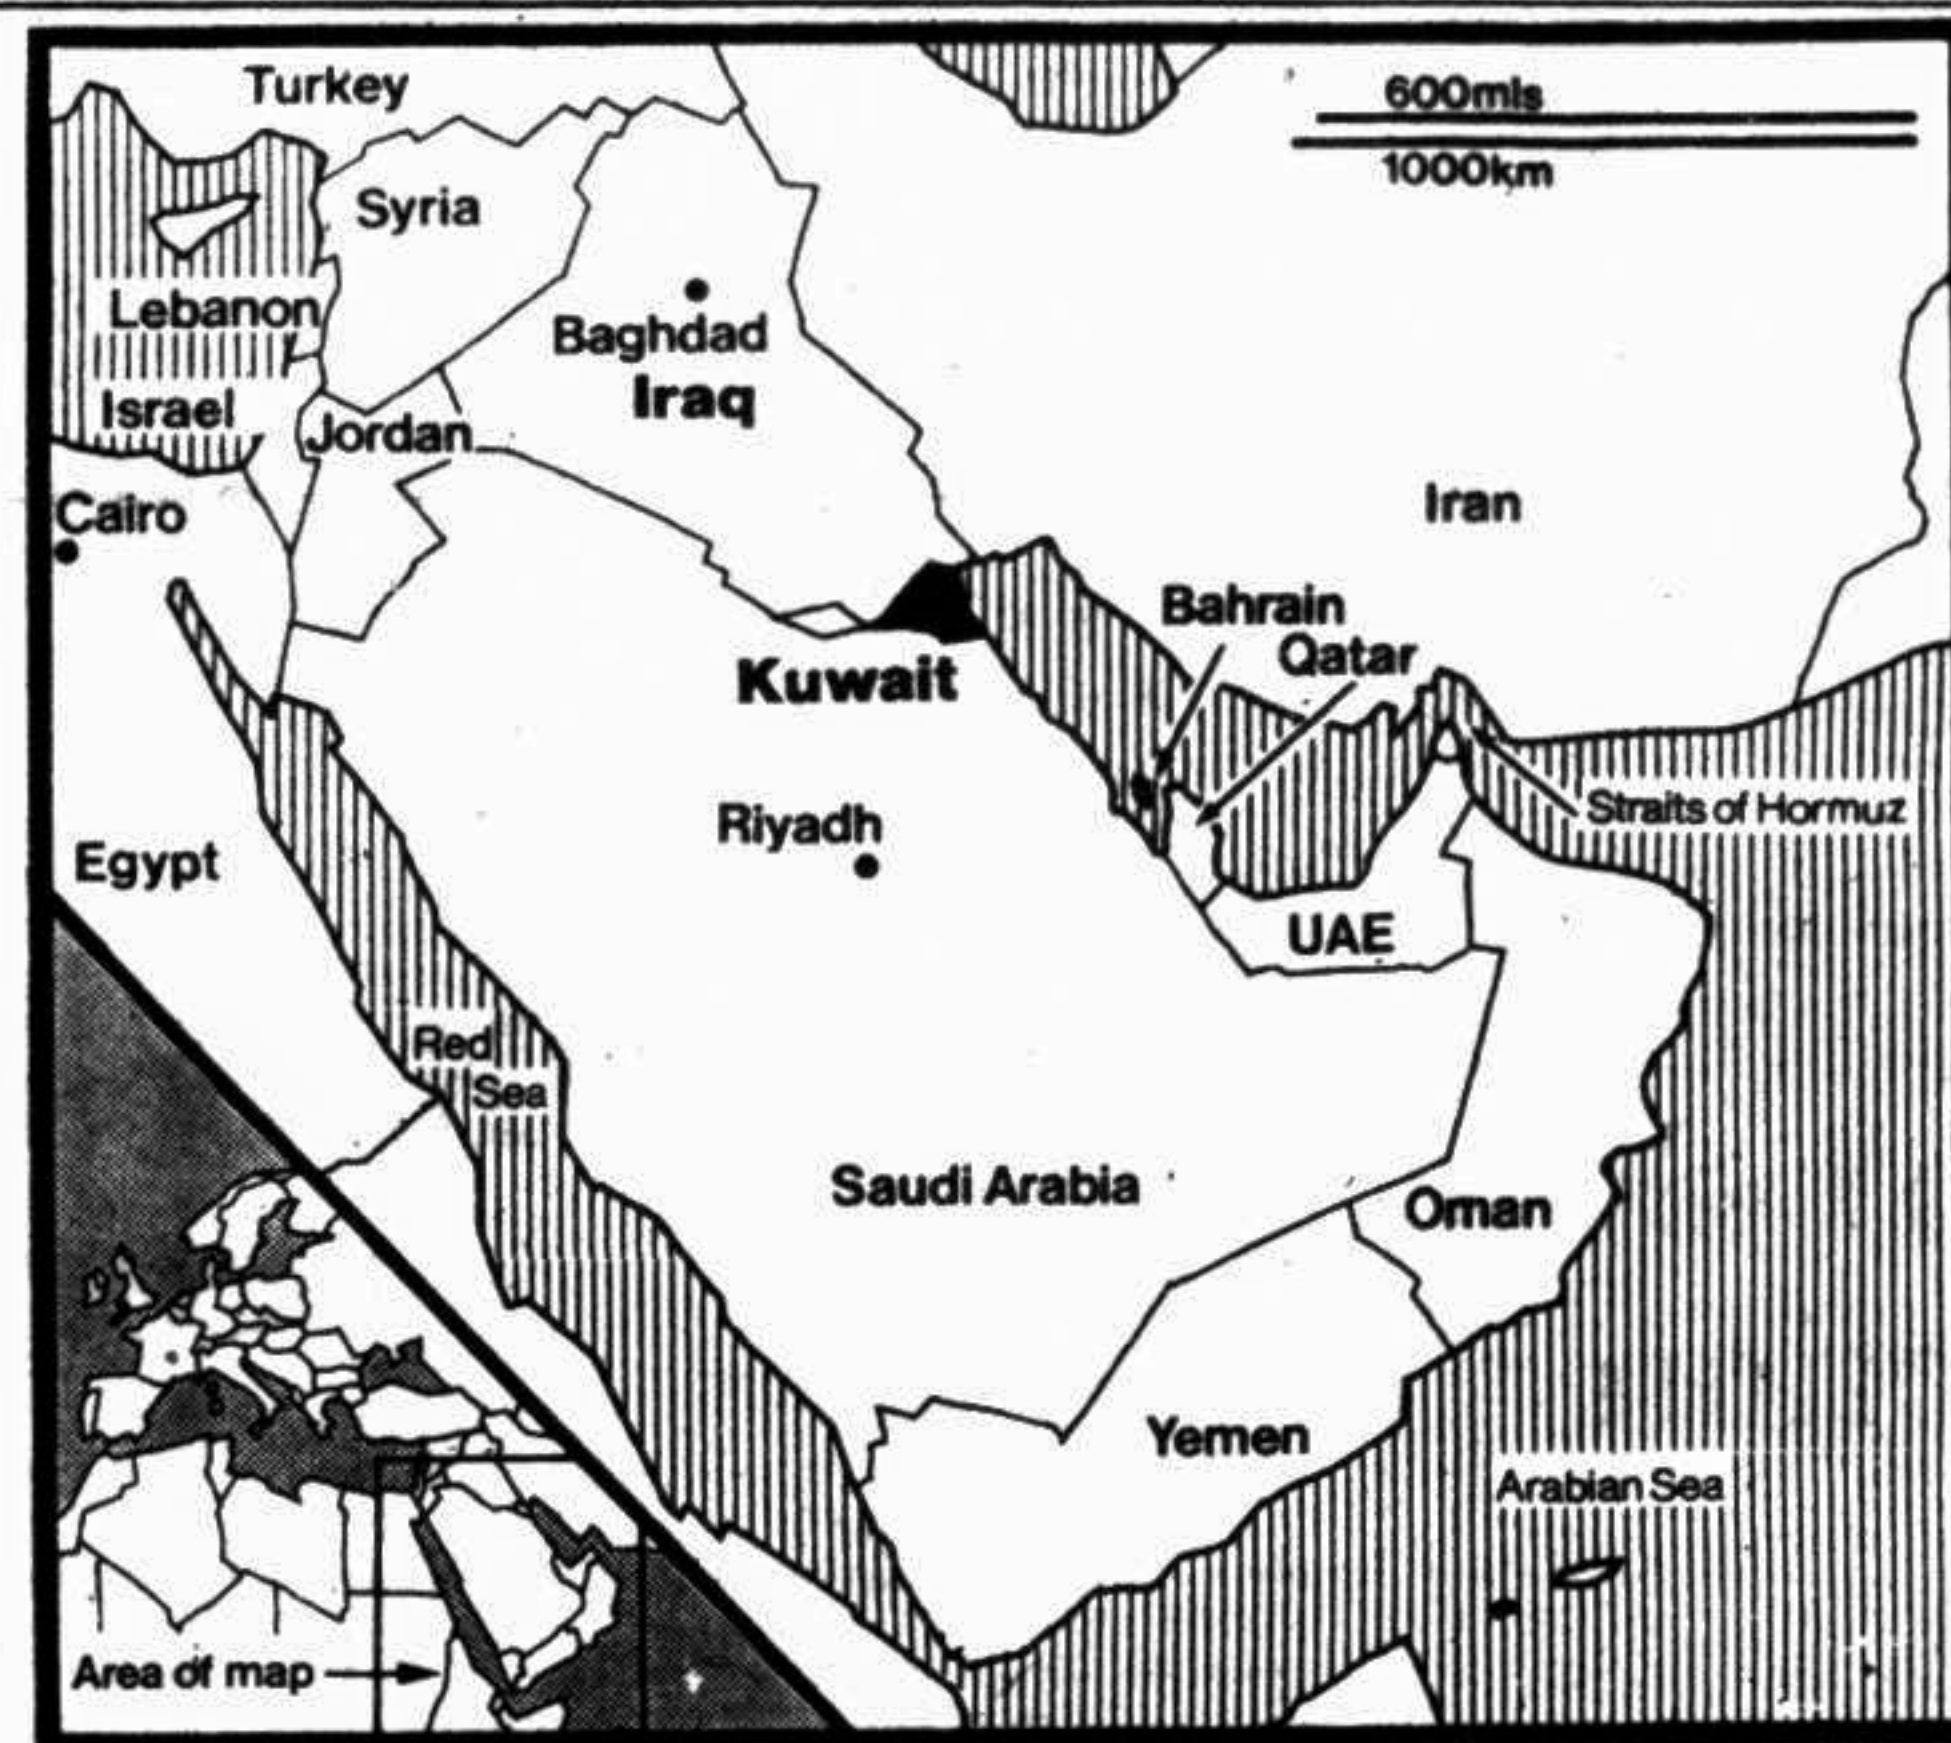 Turkey
600mls
1000km
Syria
Lebanon
Baghdad
Iraq
Israel
Jordan
Cairo
Iran
Bahrain
Qatar
Kuwait
Riyadh
Straits of Hormuz
Egypt
UAE
Red
Sea
Saudi Arabia
Oman
Yemen
Arabian Sea
Area of map